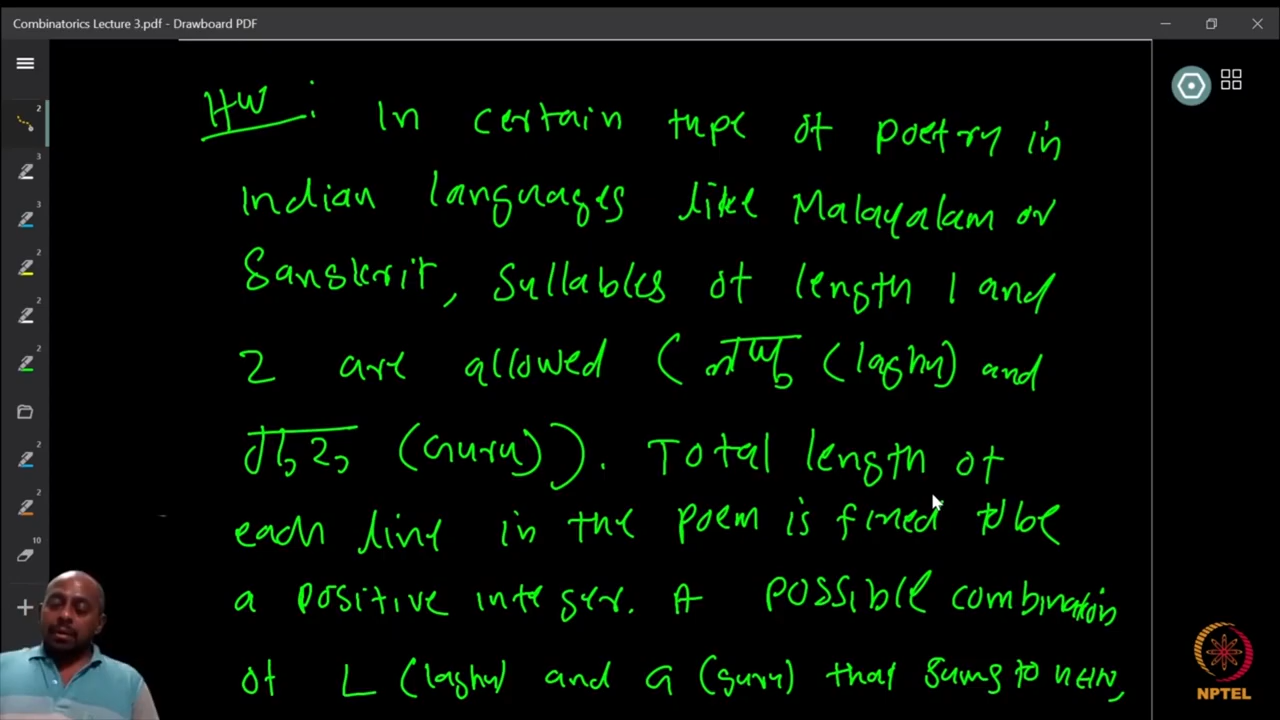 Combinatorics Lecture 3.pdf - Drawboard PDF
HW : In certain type of poetry in
Indian languages like Malayalam or
Sanskrit, Syllables of length 1 and
2 are allowed ( लघु (laghu) and
गुरु (Guru)). Total length of
each line in the poem is fixed to be
a positive integer. A possible combination
of L (laghu) and G (guru) that sums to n∈ℕ,
NPTEL